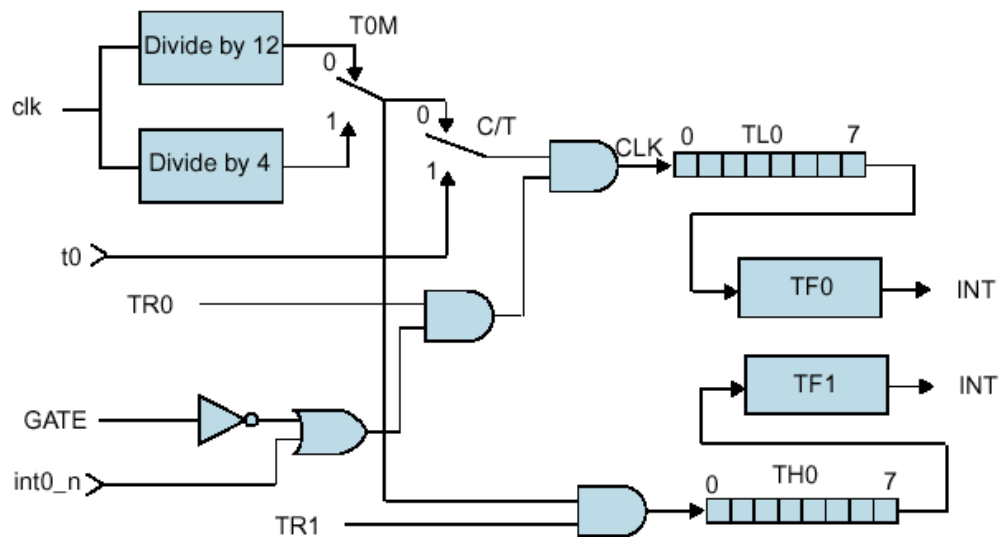 T0M
Divide by 12
0
clk
1
0
C/T
Divide by 4
1
CLK
0 TL0 7
t0
TR0
TF0
INT
TF1
INT
GATE
int0_n
0 TH0 7
TR1